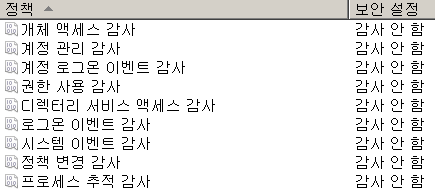 정책 보안 설정
개체 액세스 감사 감사 안 함
계정 관리 감사 감사 안 함
계정 로그온 이벤트 감사 감사 안 함
권한 사용 감사 감사 안 함
디렉터리 서비스 액세스 감사 감사 안 함
로그온 이벤트 감사 감사 안 함
시스템 이벤트 감사 감사 안 함
정책 변경 감사 감사 안 함
프로세스 추적 감사 감사 안 함